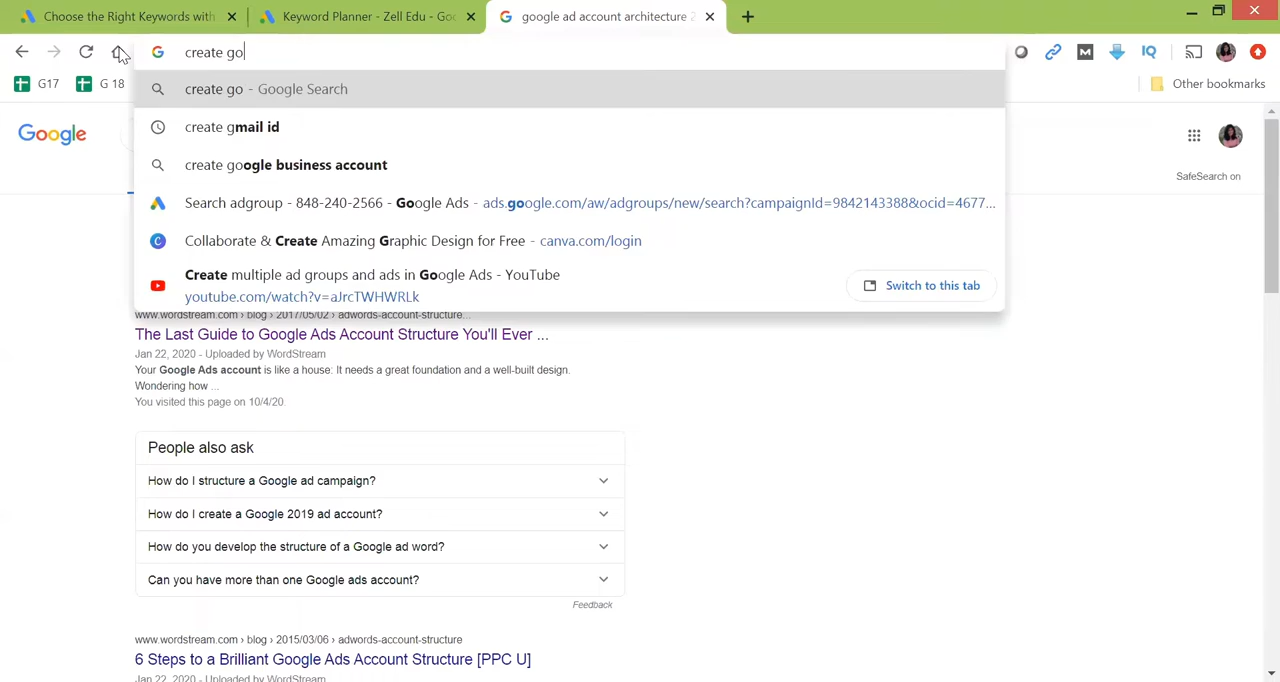 Choose the Right Keywords with
Keyword Planner - Zell Edu - Goo
google ad account architecture 2
create go
M
IQ
G17
G 18
Other bookmarks
create go - Google Search
create gmail id
create google business account
Search adgroup - 848-240-2566 - Google Ads - ads.google.com/aw/adgroups/new/search?campaignId=9842143388&ocid=4677...
Collaborate & Create Amazing Graphic Design for Free - canva.com/login
Create multiple ad groups and ads in Google Ads - YouTube
youtube.com/watch?v=aJrcTWHWRLk
Switch to this tab
Google
SafeSearch on
www.wordstream.com › blog › 2017/05/02 › adwords-account-structure...
The Last Guide to Google Ads Account Structure You'll Ever ...
Jan 22, 2020 - Uploaded by WordStream
Your Google Ads account is like a house: It needs a great foundation and a well-built design.
Wondering how ...
You visited this page on 10/4/20.
People also ask
How do I structure a Google ad campaign?
How do I create a Google 2019 ad account?
How do you develop the structure of a Google ad word?
Can you have more than one Google ads account?
Feedback
www.wordstream.com › blog › 2015/03/06 › adwords-account-structure
6 Steps to a Brilliant Google Ads Account Structure [PPC U]
Jan 22, 2020 - Uploaded by WordStream